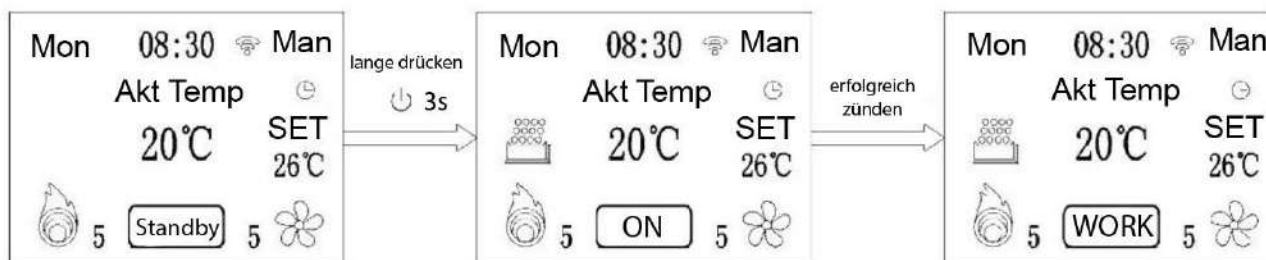 Mon 08:30 Man
Akt Temp
SET
20℃
26℃
5 Standby 5
lange drücken
3s
Mon 08:30 Man
Akt Temp
SET
20℃
26℃
5 ON 5
erfolgreich
zünden
Mon 08:30 Man
Akt Temp
SET
20℃
26℃
5 WORK 5